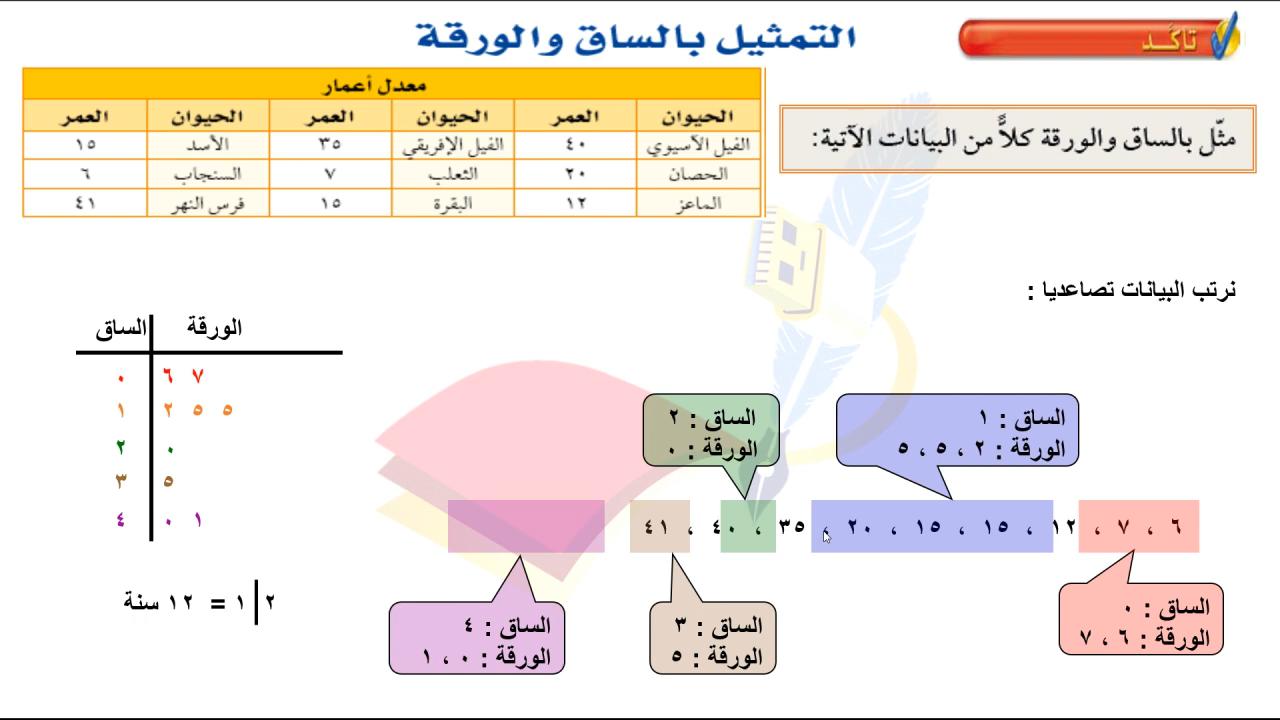 تأكَّــد
التمثيل بالساق والورقة
مثّل بالساق والورقة كلاًّ من البيانات الآتية:
معدل أعمار
الحيوان العمر الحيوان العمر الحيوان العمر
الفيل الآسيوي ٤٠ الفيل الإفريقي ٣٥ الأسد ١٥
الحصان ٢٠ الثعلب ٧ السنجاب ٦
الماعز ١٢ البقرة ١٥ فرس النهر ٤١
نرتب البيانات تصاعديا :
الساق : ١
الورقة : ٢ ، ٥ ، ٥
الساق : ٢
الورقة : ٠
٦ ، ٧ ، ١٢ ، ١٥ ، ١٥ ، ٢٠ ، ٣٥ ، ٤٠ ، ٤١
الساق : ٠
الورقة : ٦ ، ٧
الساق : ٣
الورقة : ٥
الساق : ٤
الورقة : ٠ ، ١
الساق الورقة
٠ ٦ ٧
١ ٢ ٥ ٥
٢ ٠
٣ ٥
٤ ٠ ١
٢ | ١ = ١٢ سنة